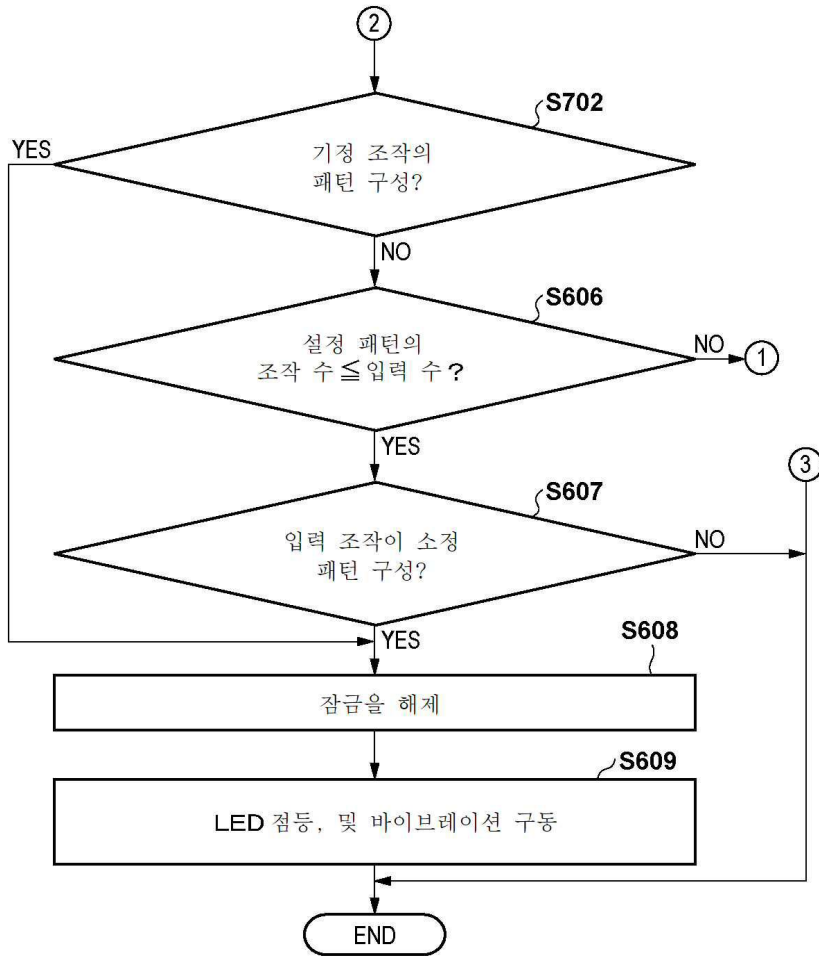 2
S702
YES
기정 조작의
패턴 구성?
NO
S606
설정 패턴의
조작 수≦입력 수?
NO
1
YES
3
S607
입력 조작이 소정
패턴 구성?
NO
YES
S608
잠금을 해제
S609
LED 점등, 및 바이브레이션 구동
END